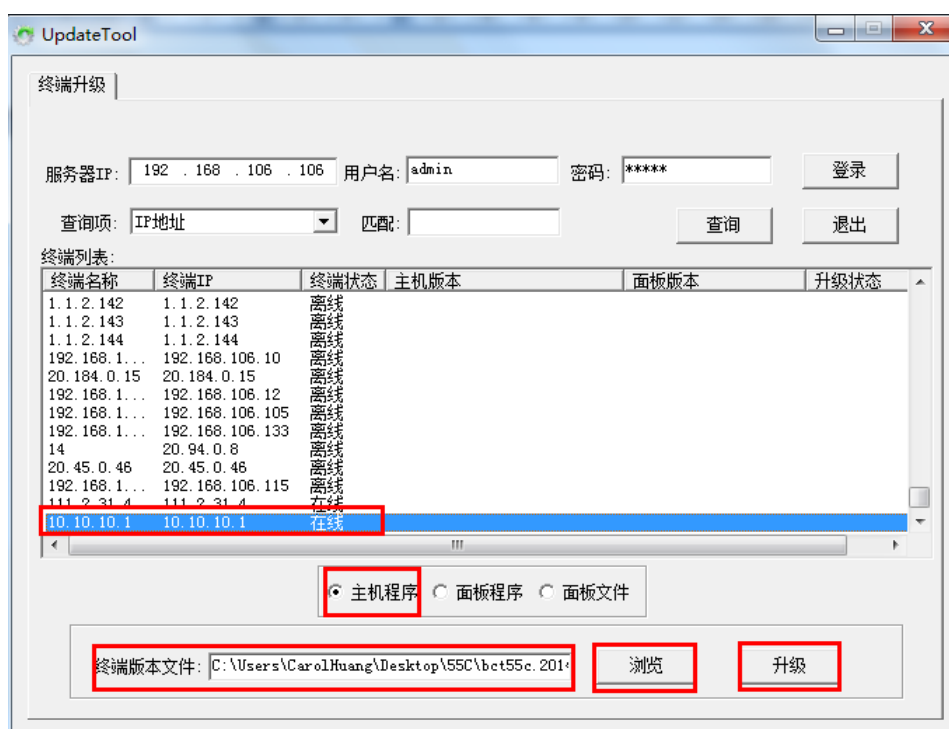 UpdateTool
终端升级
服务器IP: 192 . 168 . 106 . 106 用户名: admin 密码: ***** 登录
查询项: IP地址 匹配: 查询 退出
终端列表:
终端名称 终端IP 终端状态 主机版本 面板版本 升级状态
1.1.2.142 1.1.2.142 离线
1.1.2.143 1.1.2.143 离线
1.1.2.144 1.1.2.144 离线
192.168.1... 192.168.106.10 离线
20.184.0.15 20.184.0.15 离线
192.168.1... 192.168.106.12 离线
192.168.1... 192.168.106.105 离线
192.168.1... 192.168.106.133 离线
14 20.94.0.8 离线
20.45.0.46 20.45.0.46 离线
192.168.1... 192.168.106.115 离线
111.2.31.4 111.2.31.4 在线
10.10.10.1 10.10.10.1 在线
主机程序 面板程序 面板文件
终端版本文件: C:\Users\CarolHuang\Desktop\55C\bct55c.2014 浏览 升级